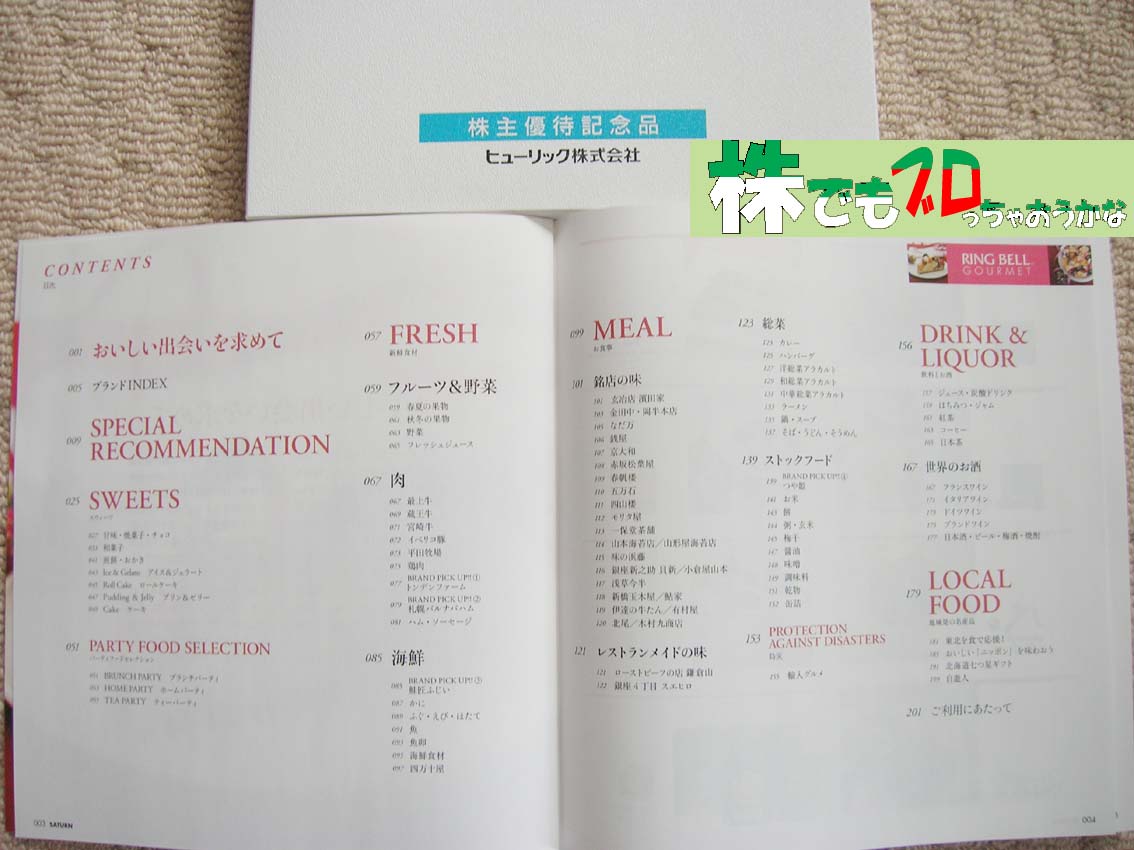 株主優待記念品
ヒューリック株式会社
株でもブロっちゃおうかな
RING BELL
GOURMET
CONTENTS
目次
001 おいしい出会いを求めて
005 ブランドINDEX
009 SPECIAL
RECOMMENDATION
025 SWEETS
スウィーツ
027 甘味・焼菓子・チョコ
033 和菓子
041 煎餅・おかき
043 Ice & Gelato アイス&ジェラート
045 Roll Cake ロールケーキ
047 Pudding & Jelly プリン&ゼリー
049 Cake ケーキ
051 PARTY FOOD SELECTION
パーティフードセレクション
051 BRUNCH PARTY ブランチパーティ
053 HOME PARTY ホームパーティ
055 TEA PARTY ティーパーティ
057 FRESH
新鮮食材
059 フルーツ&野菜
059 春夏の果物
061 秋冬の果物
063 野菜
065 フレッシュジュース
067 肉
067 最上牛
069 蔵王牛
071 宮崎牛
072 イベリコ豚
073 平田牧場
075 鶏肉
077 BRAND PICK UP!! ①
トンデンファーム
079 BRAND PICK UP!! ②
札幌バルナバハム
081 ハム・ソーセージ
085 海鮮
085 BRAND PICK UP!! ③
鮭匠ふじい
087 かに
089 ふぐ・えび・ほたて
091 魚
093 魚卵
095 海鮮食材
097 四万十屋
099 MEAL
お食事
101 銘店の味
101 玄冶店 濱田家
103 金田中・岡半本店
105 なだ万
106 銭屋
107 京大和
108 赤坂松葉屋
109 春帆楼
110 五万石
111 四山楼
112 モリタ屋
113 一保堂茶舗
114 山本海苔店/山形屋海苔店
115 味の浜藤
116 銀座新之助 貝新/小倉屋山本
117 浅草今半
118 新橋玉木屋/鮎家
119 伊達の牛たん/有村屋
120 北尾/木村九商店
121 レストランメイドの味
121 ローストビーフの店 鎌倉山
122 銀座4丁目 スエヒロ
123 総菜
123 カレー
125 ハンバーグ
127 洋総菜アラカルト
129 和総菜アラカルト
131 中華総菜アラカルト
133 ラーメン
135 鍋・スープ
137 そば・うどん・そうめん
139 ストックフード
139 BRAND PICK UP!! ④
つや姫
141 お米
143 餅
144 粥・玄米
145 梅干
147 醤油
148 味噌
149 調味料
151 乾物
152 缶詰
153 PROTECTION
AGAINST DISASTERS
防災
155 輸入グルメ
156 DRINK &
LIQUOR
飲料とお酒
157 ジュース・炭酸ドリンク
159 はちみつ・ジャム
161 紅茶
163 コーヒー
165 日本茶
167 世界のお酒
167 フランスワイン
171 イタリアワイン
173 ドイツワイン
175 ブランドワイン
177 日本酒・ビール・梅酒・焼酎
179 LOCAL
FOOD
地域発の名産品
181 東北を食で応援!
185 おいしい「ニッポン」を味わおう
191 北海道七つ星ギフト
199 自遊人
201 ご利用にあたって
003 SATURN
004